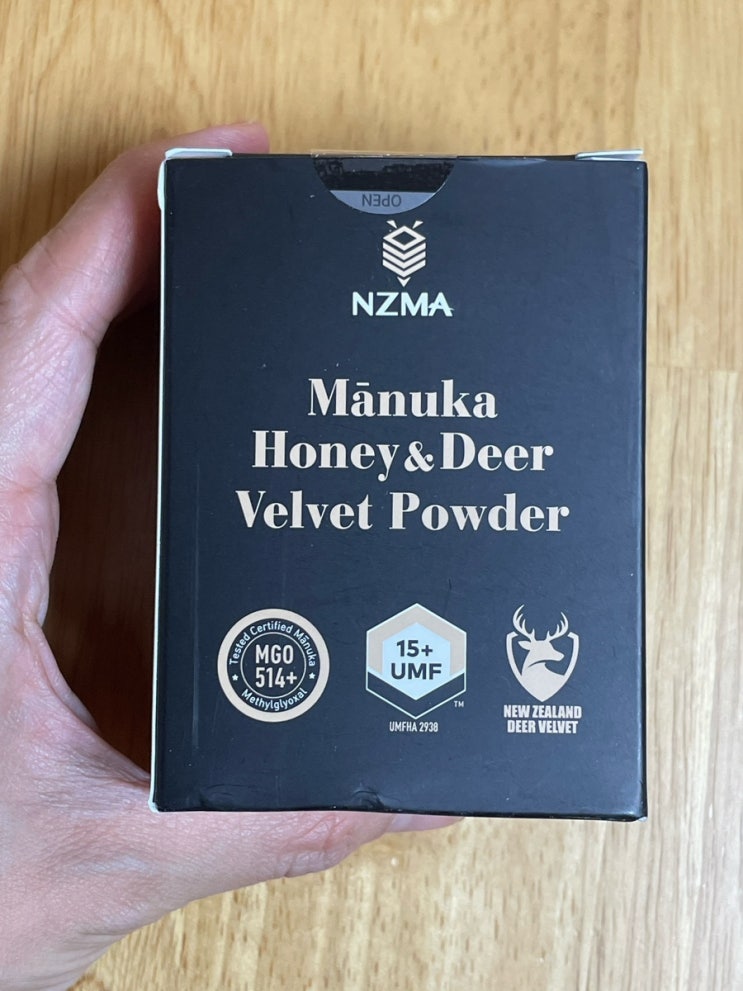 OPEN
NZMA
Mānuka
Honey & Deer
Velvet Powder
Tested Certified Mānuka
MGO
514+
Methylglyoxal
15+
UMF
TM
UMFHA 2938
NEW ZEALAND
DEER VELVET